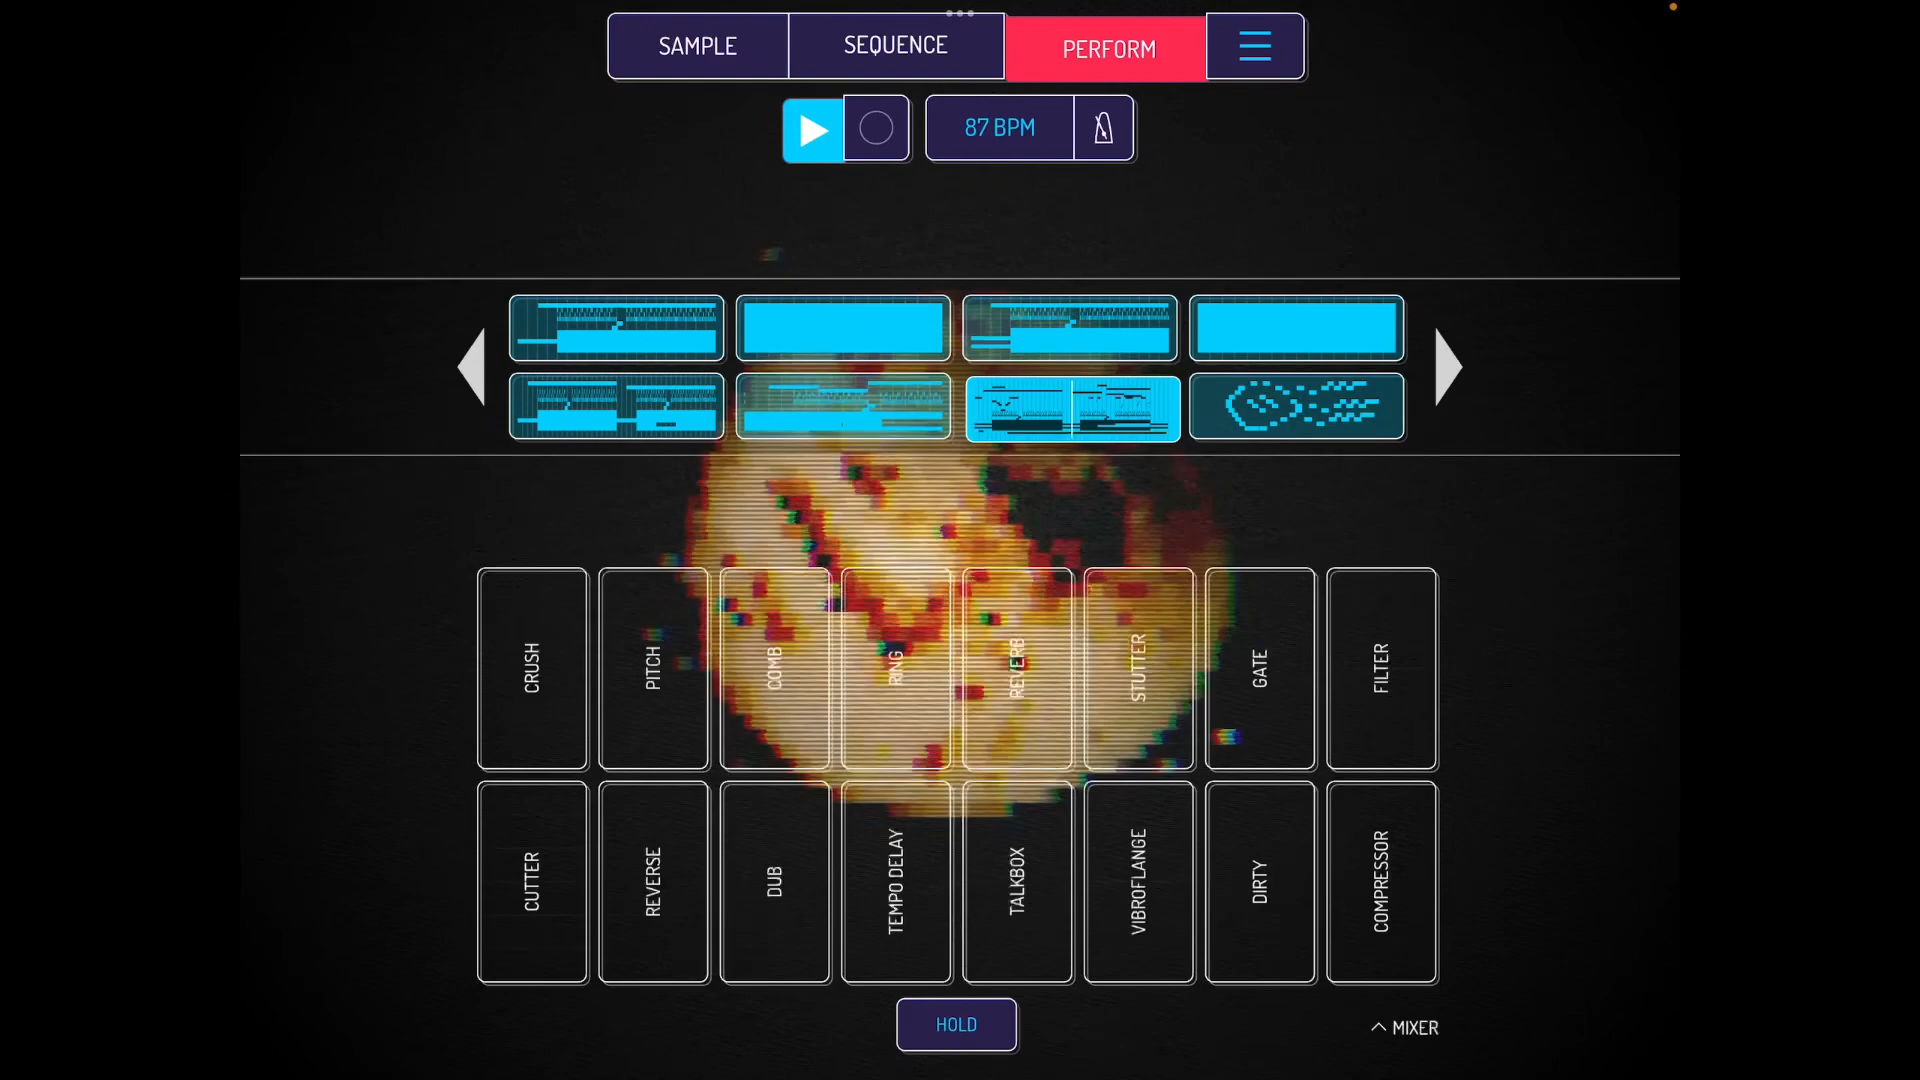 SAMPLE SEQUENCE PERFORM
87 BPM
CRUSH PITCH COMB RING REVERB STUTTER GATE FILTER
CUTTER REVERSE DUB TEMPO DELAY TALKBOX VIBROFLANGE DIRTY COMPRESSOR
HOLD
MIXER